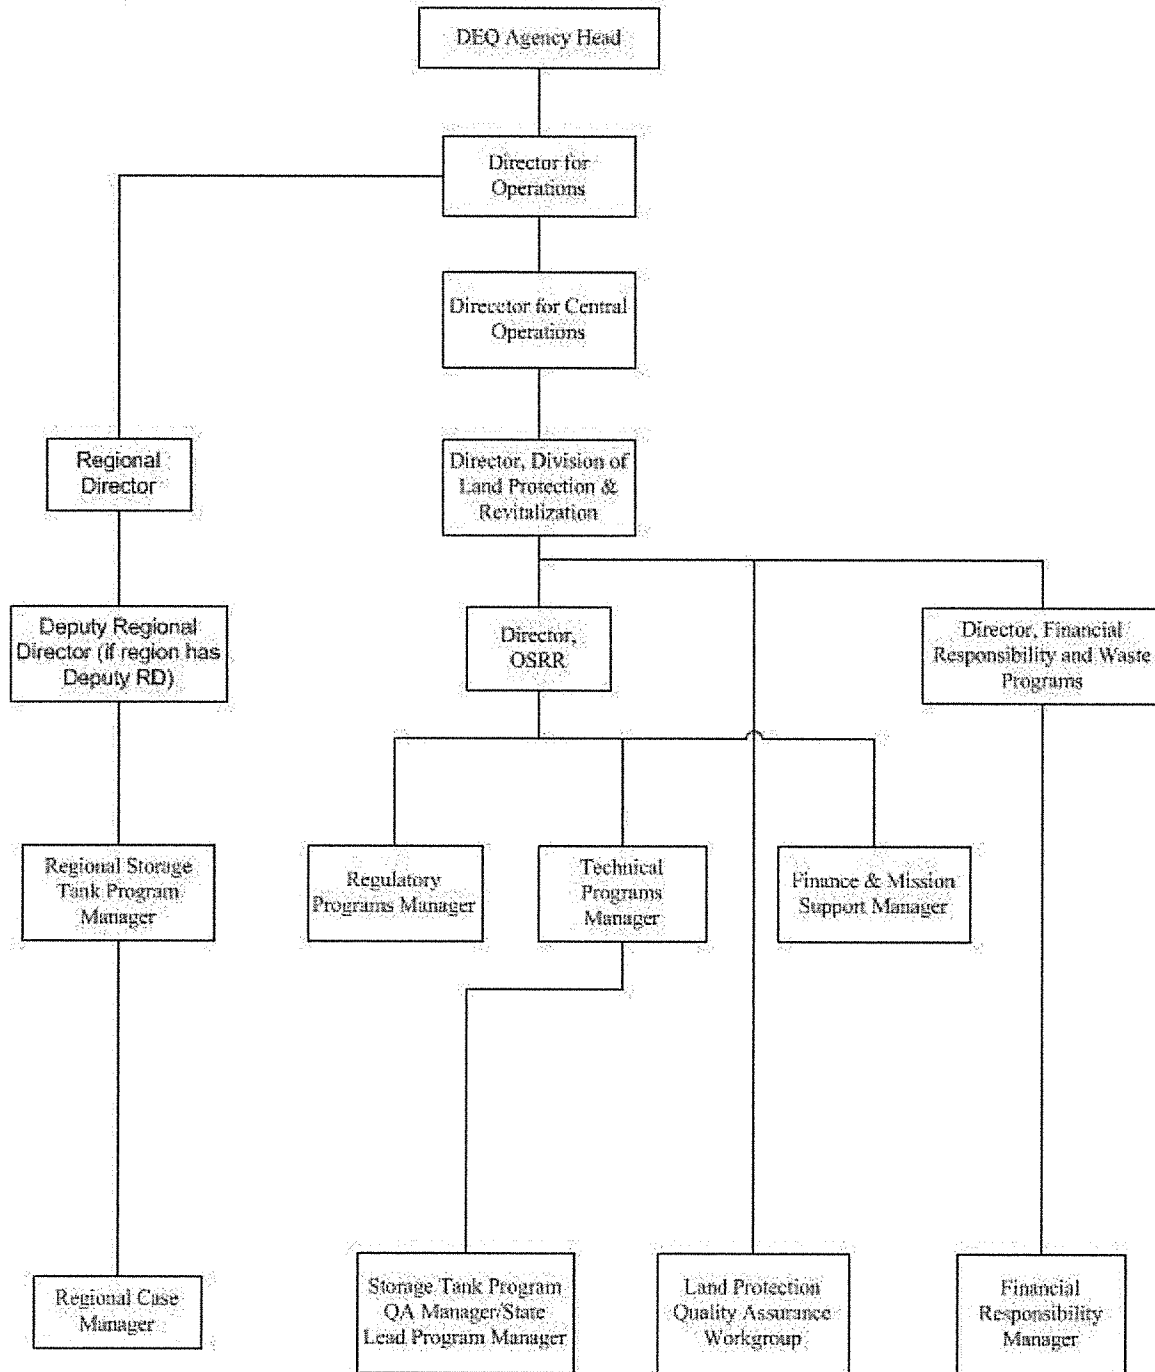 DEQ Agency Head
Director for
Operations
Direcctor for Central
Operations
Regional
Director
Director, Division of
Land Protection &
Revitalization
Deputy Regional
Director (if region has
Deputy RD)
Director,
OSRR
Director, Financial
Responsibility and Waste
Programs
Regional Storage
Tank Program
Manager
Regulatory
Programs Manager
Technical
Programs
Manager
Finance & Mission
Support Manager
Regional Case
Manager
Storage Tank Program
QA Manager/State
Lead Program Manager
Land Protection
Quality Assurance
Workgroup
Financial
Responsibility
Manager